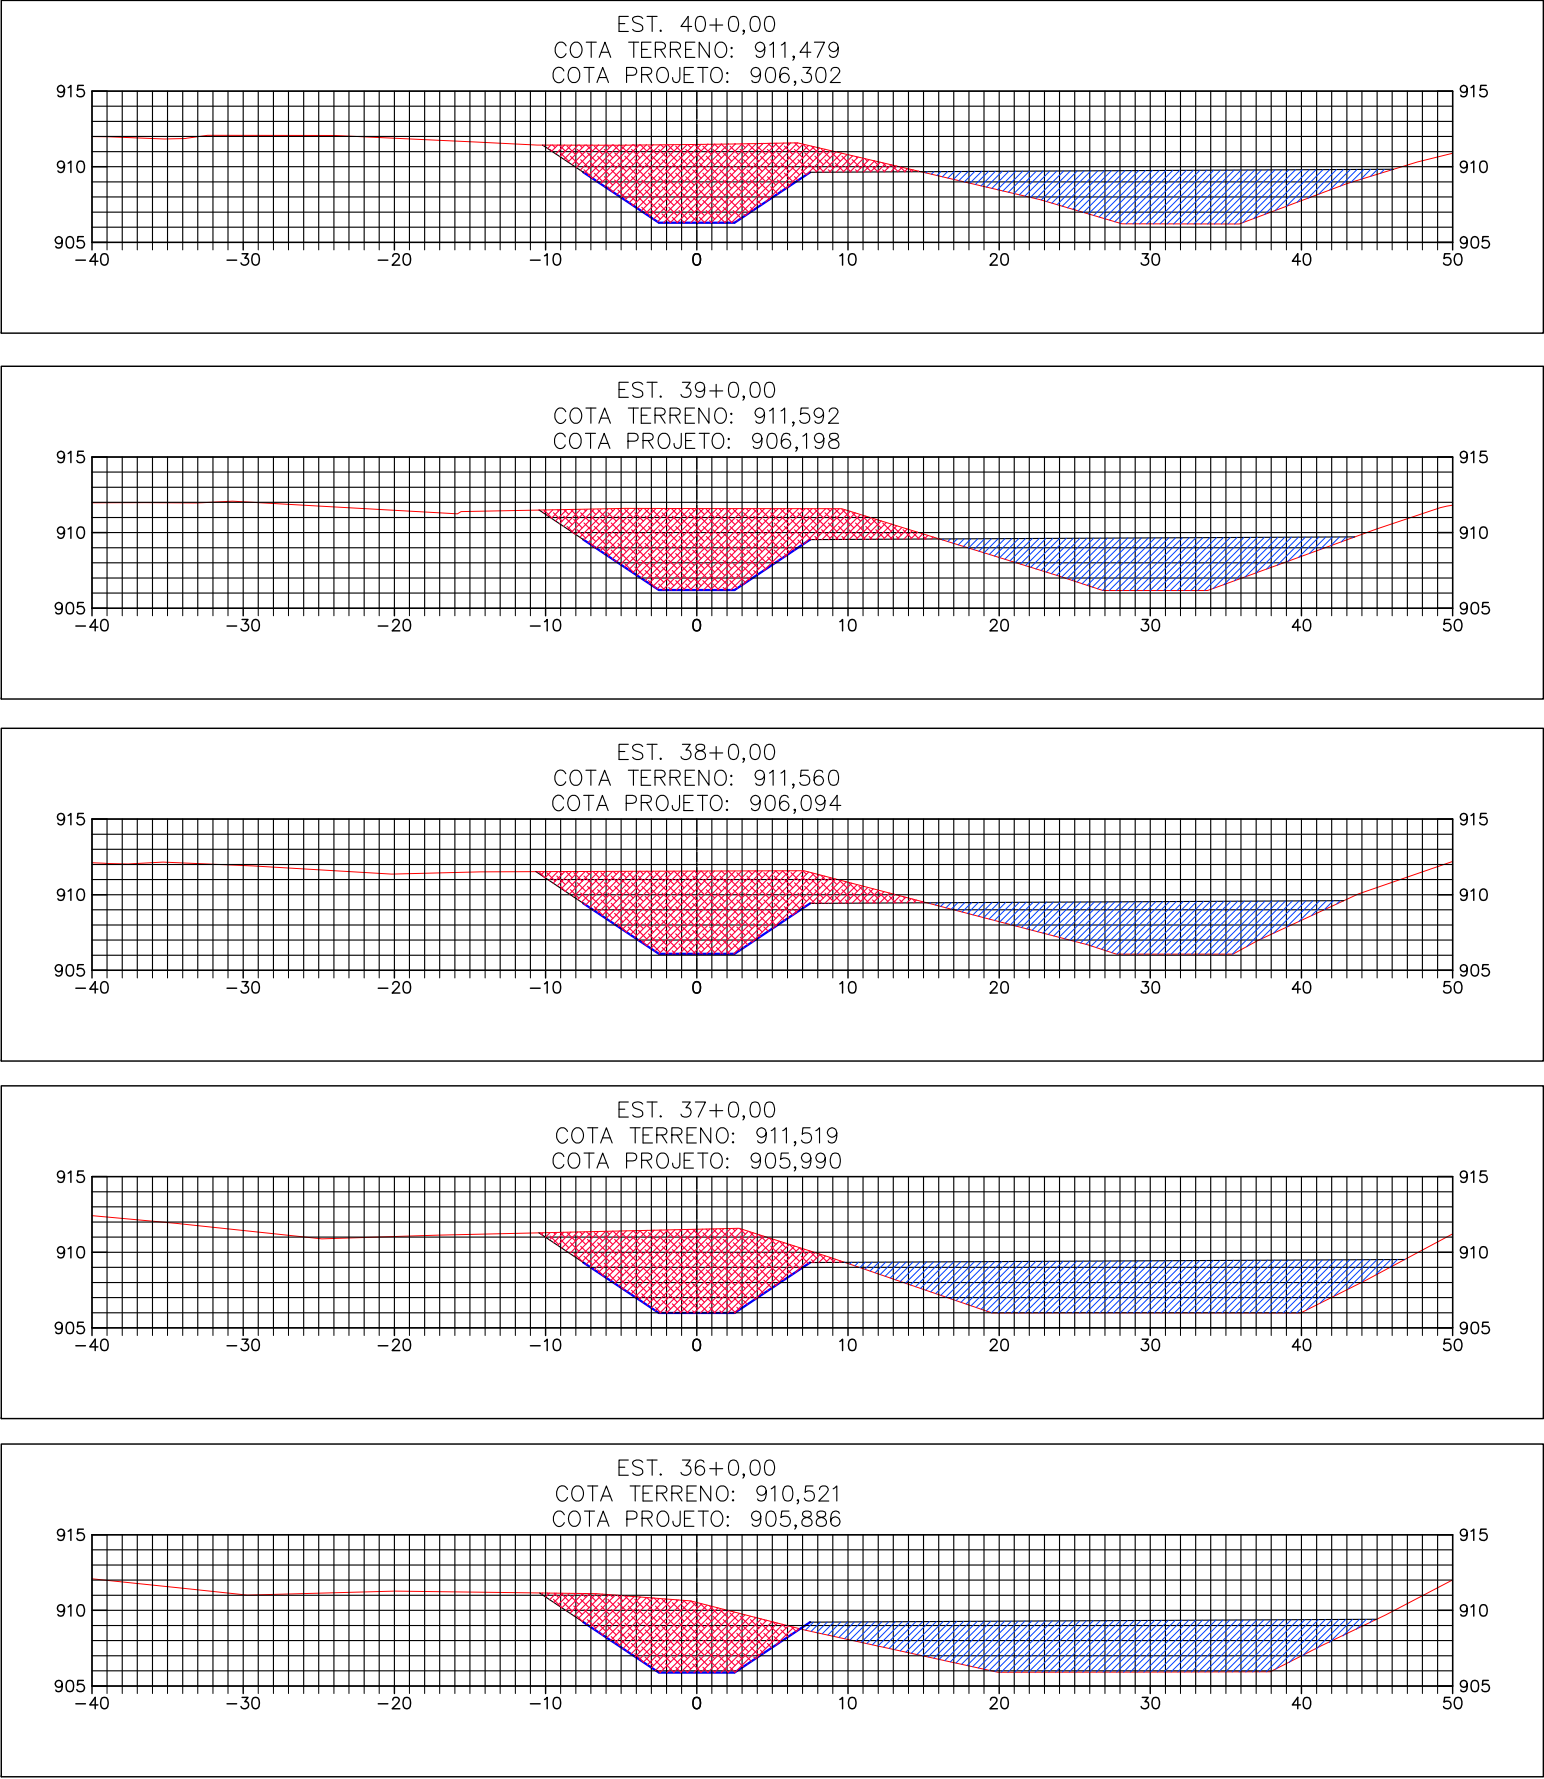 EST. 40+0,00
COTA TERRENO: 911,479
COTA PROJETO: 906,302
915 915
910 910
905 905
-40 -30 -20 -10 0 10 20 30 40 50
EST. 39+0,00
COTA TERRENO: 911,592
COTA PROJETO: 906,198
915 915
910 910
905 905
-40 -30 -20 -10 0 10 20 30 40 50
EST. 38+0,00
COTA TERRENO: 911,560
COTA PROJETO: 906,094
915 915
910 910
905 905
-40 -30 -20 -10 0 10 20 30 40 50
EST. 37+0,00
COTA TERRENO: 911,519
COTA PROJETO: 905,990
915 915
910 910
905 905
-40 -30 -20 -10 0 10 20 30 40 50
EST. 36+0,00
COTA TERRENO: 910,521
COTA PROJETO: 905,886
915 915
910 910
905 905
-40 -30 -20 -10 0 10 20 30 40 50